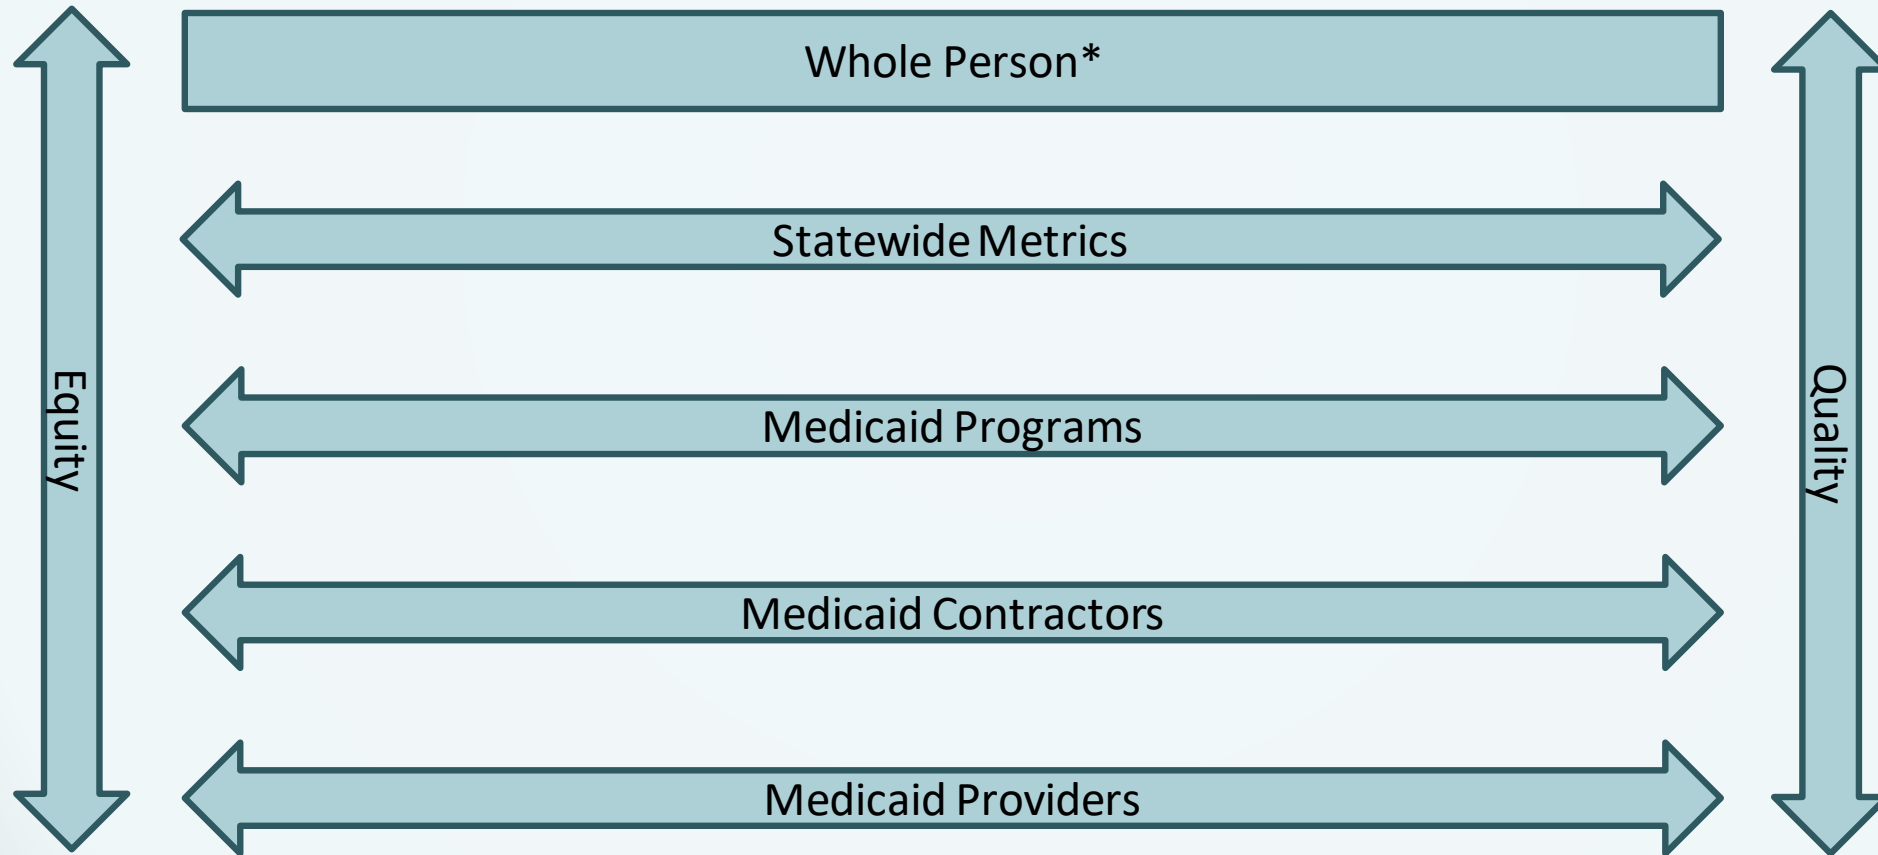 Whole Person*
Statewide Metrics
Equity
Medicaid Programs
Quality
Medicaid Contractors
Medicaid Providers